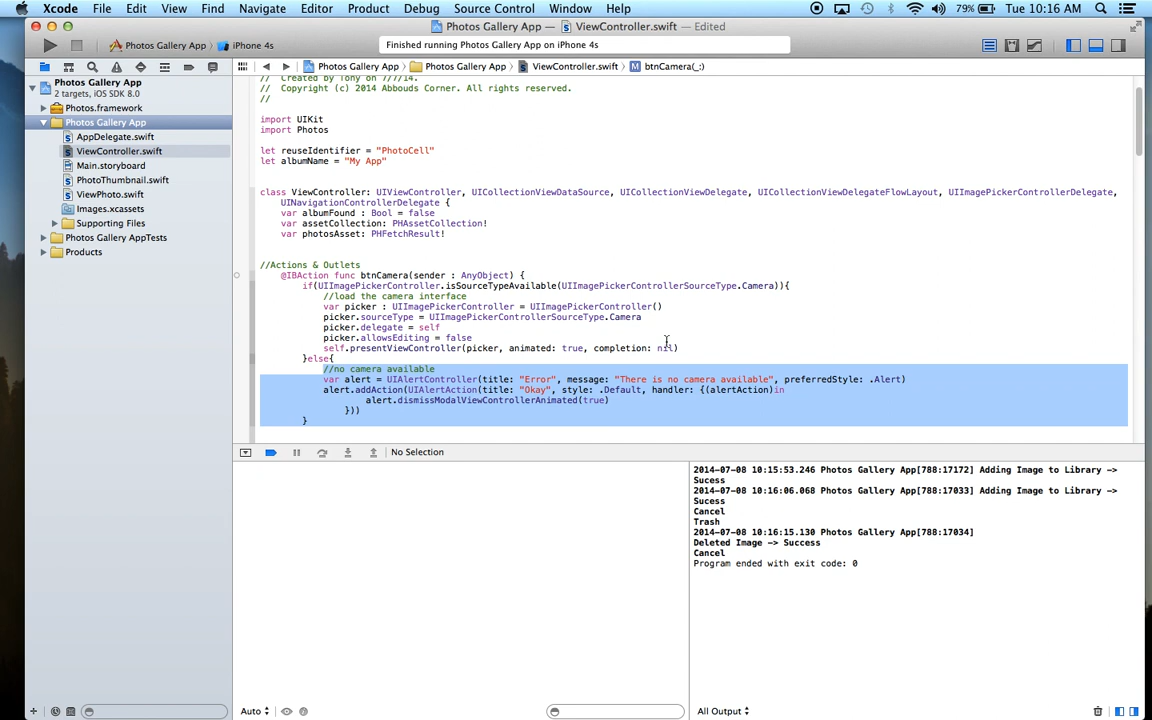 Xcode File Edit View Find Navigate Editor Product Debug Source Control Window Help 79% Tue 10:16 AM
Photos Gallery App — ViewController.swift — Edited
Photos Gallery App iPhone 4s
Finished running Photos Gallery App on iPhone 4s
Photos Gallery App
2 targets, iOS SDK 8.0
Photos.framework
Photos Gallery App
AppDelegate.swift
ViewController.swift
Main.storyboard
PhotoThumbnail.swift
ViewPhoto.swift
Images.xcassets
Supporting Files
Photos Gallery AppTests
Products
Photos Gallery App Photos Gallery App ViewController.swift M btnCamera(_:)
// Created by Tony on 7/7/14.
// Copyright (c) 2014 Abbouds Corner. All rights reserved.
//
import UIKit
import Photos
let reuseIdentifier = "PhotoCell"
let albumName = "My App"
class ViewController: UIViewController, UICollectionViewDataSource, UICollectionViewDelegate, UICollectionViewDelegateFlowLayout, UIImagePickerControllerDelegate,
UINavigationControllerDelegate {
var albumFound : Bool = false
var assetCollection: PHAssetCollection!
var photosAsset: PHFetchResult!
//Actions & Outlets
@IBAction func btnCamera(sender : AnyObject) {
if(UIImagePickerController.isSourceTypeAvailable(UIImagePickerControllerSourceType.Camera)){
//load the camera interface
var picker : UIImagePickerController = UIImagePickerController()
picker.sourceType = UIImagePickerControllerSourceType.Camera
picker.delegate = self
picker.allowsEditing = false
self.presentViewController(picker, animated: true, completion: nil)
}else{
//no camera available
var alert = UIAlertController(title: "Error", message: "There is no camera available", preferredStyle: .Alert)
alert.addAction(UIAlertAction(title: "Okay", style: .Default, handler: {(alertAction)in
alert.dismissModalViewControllerAnimated(true)
}))
}
No Selection
2014-07-08 10:15:53.246 Photos Gallery App[788:17172] Adding Image to Library ->
Sucess
2014-07-08 10:16:06.068 Photos Gallery App[788:17033] Adding Image to Library ->
Sucess
Cancel
Trash
2014-07-08 10:16:15.130 Photos Gallery App[788:17034]
Deleted Image -> Success
Cancel
Program ended with exit code: 0
Auto
All Output